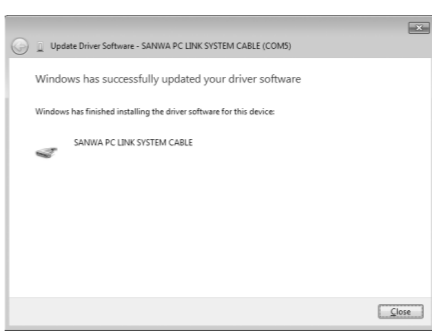 Update Driver Software - SANWA PC LINK SYSTEM CABLE (COM5)
Windows has successfully updated your driver software
Windows has finished installing the driver software for this device:
SANWA PC LINK SYSTEM CABLE
Close